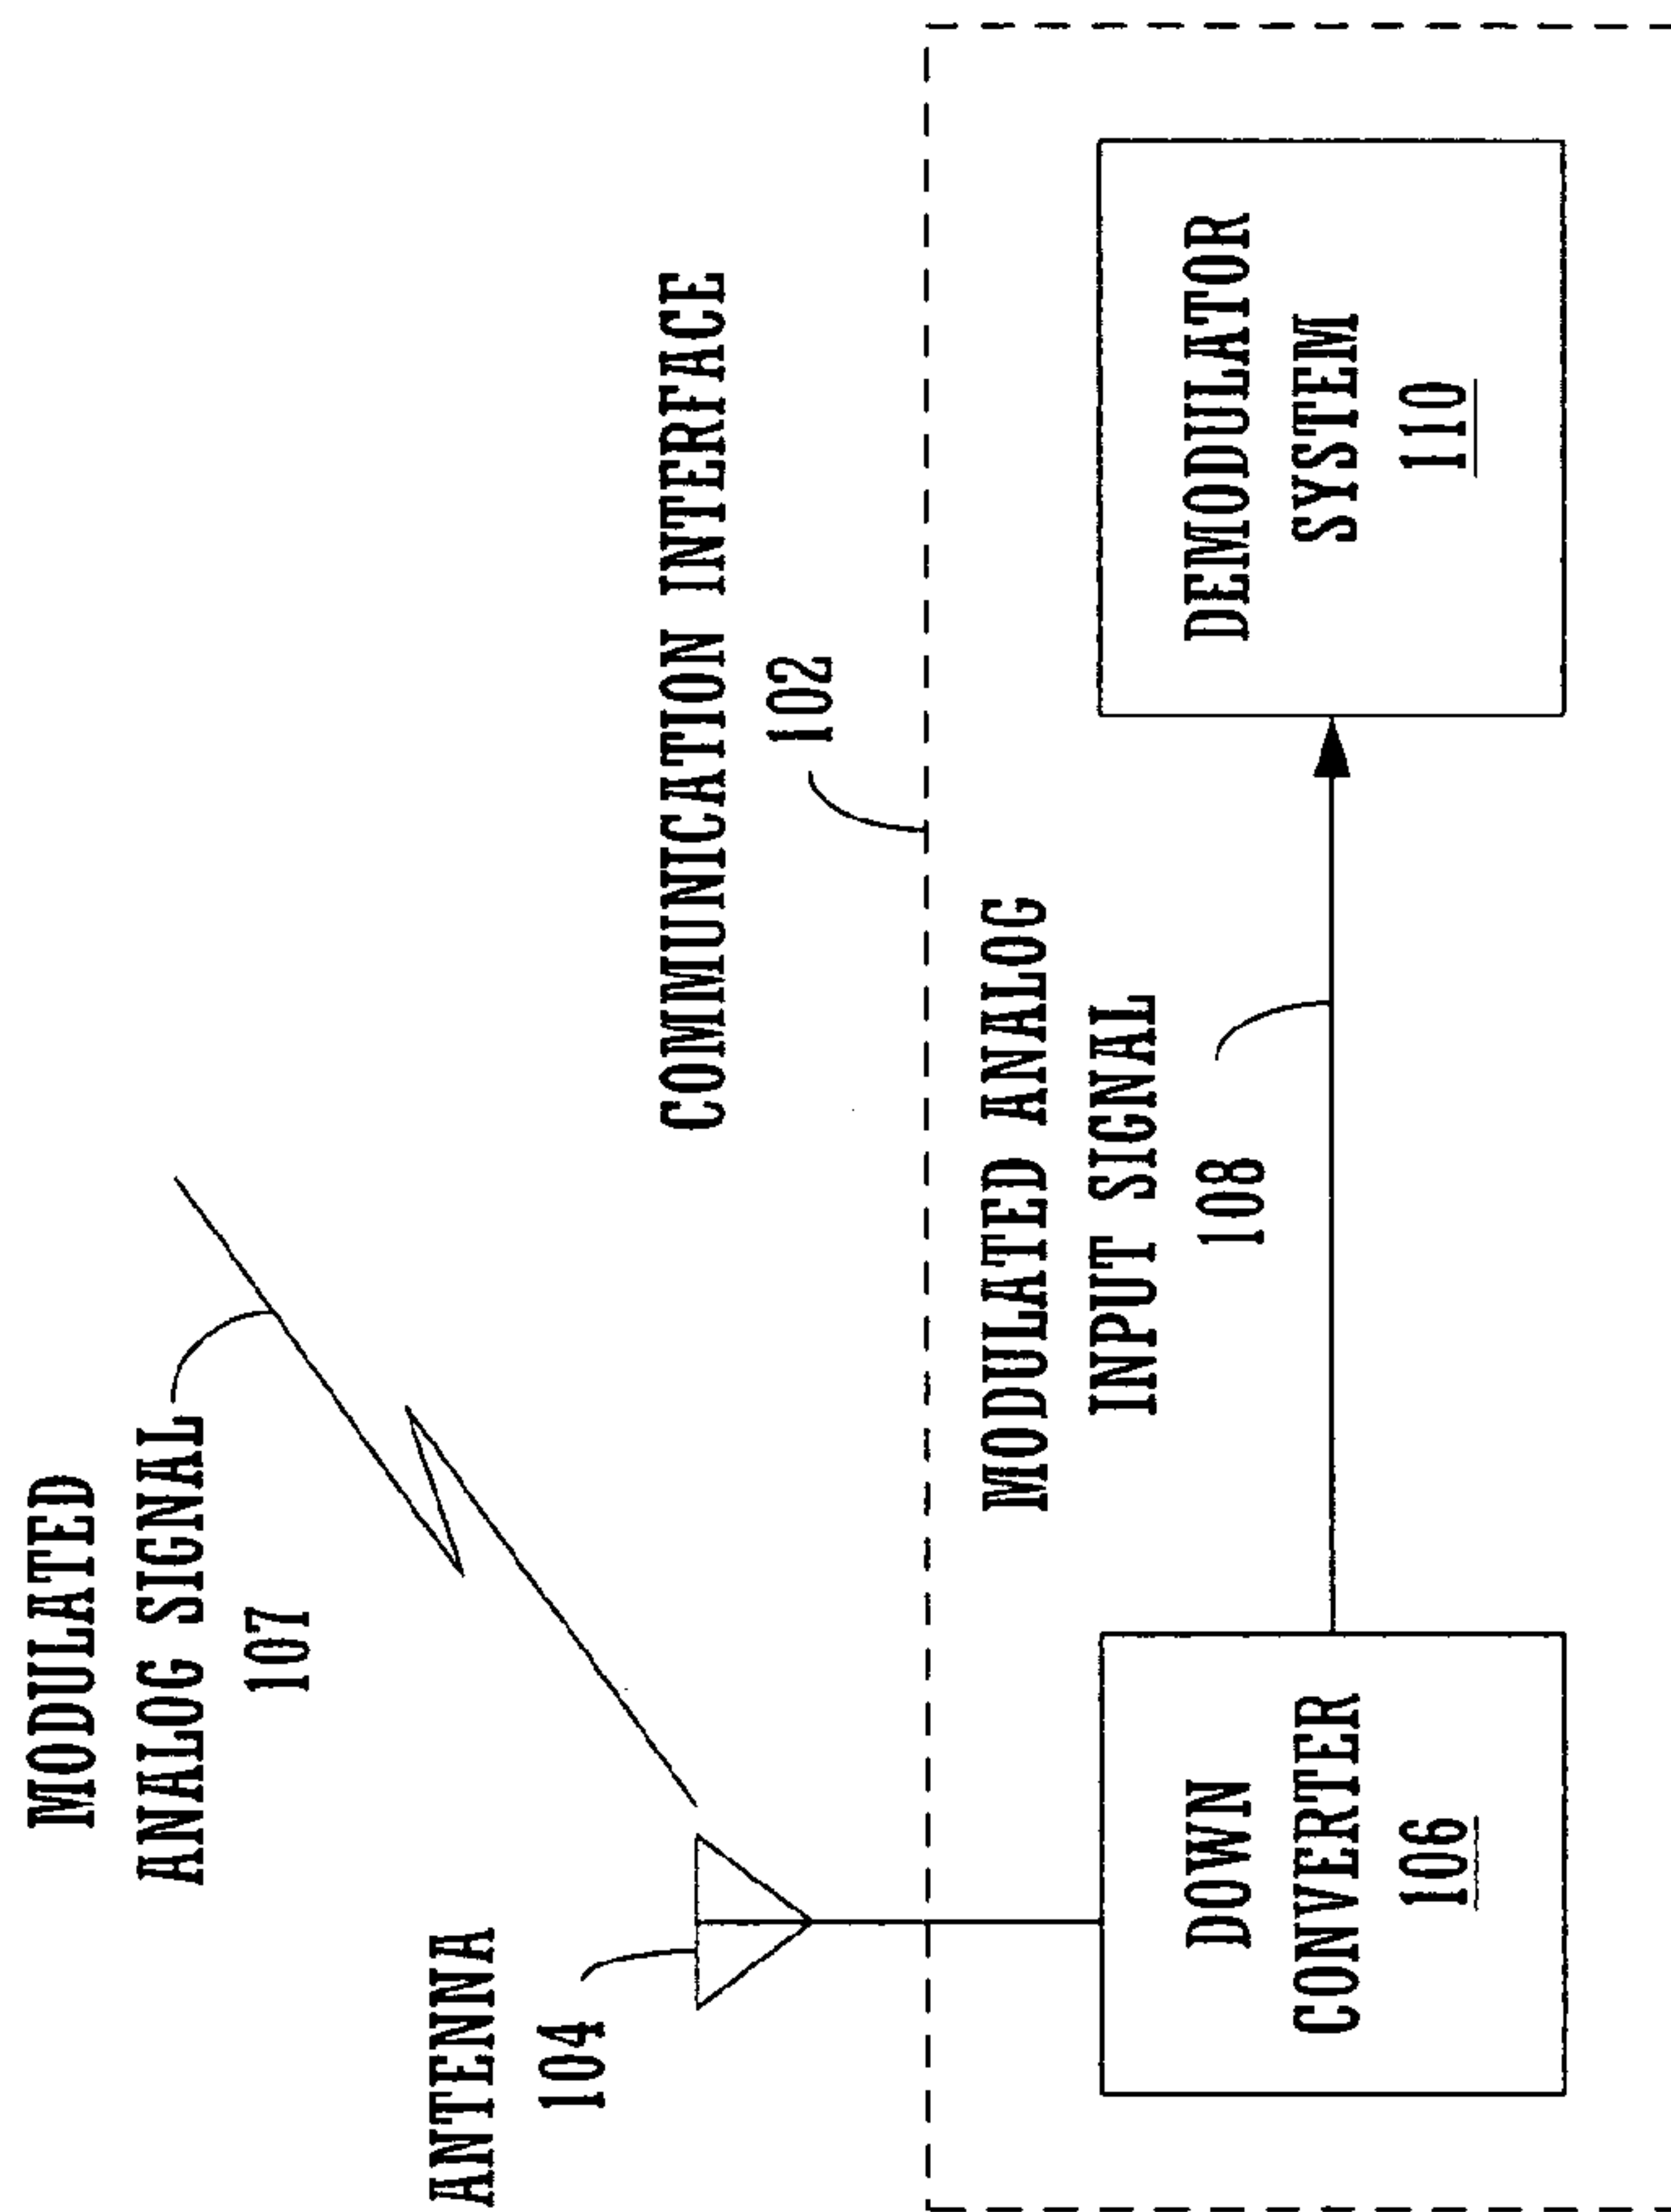 MODULATED
ANALOG SIGNAL
107
ANTENNA
104
COMMUNICATION INTERFACE
102
MODULATED ANALOG
INPUT SIGNAL
108
DOWN
CONVERTER
106
DEMODULATOR
SYSTEM
110